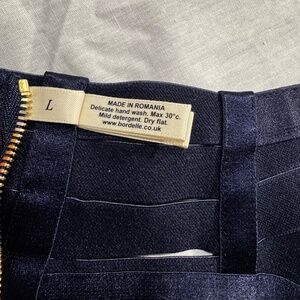 L
MADE IN ROMANIA
Delicate hand wash. Max 30°c.
Mild detergent. Dry flat.
www.bordelle.co.uk